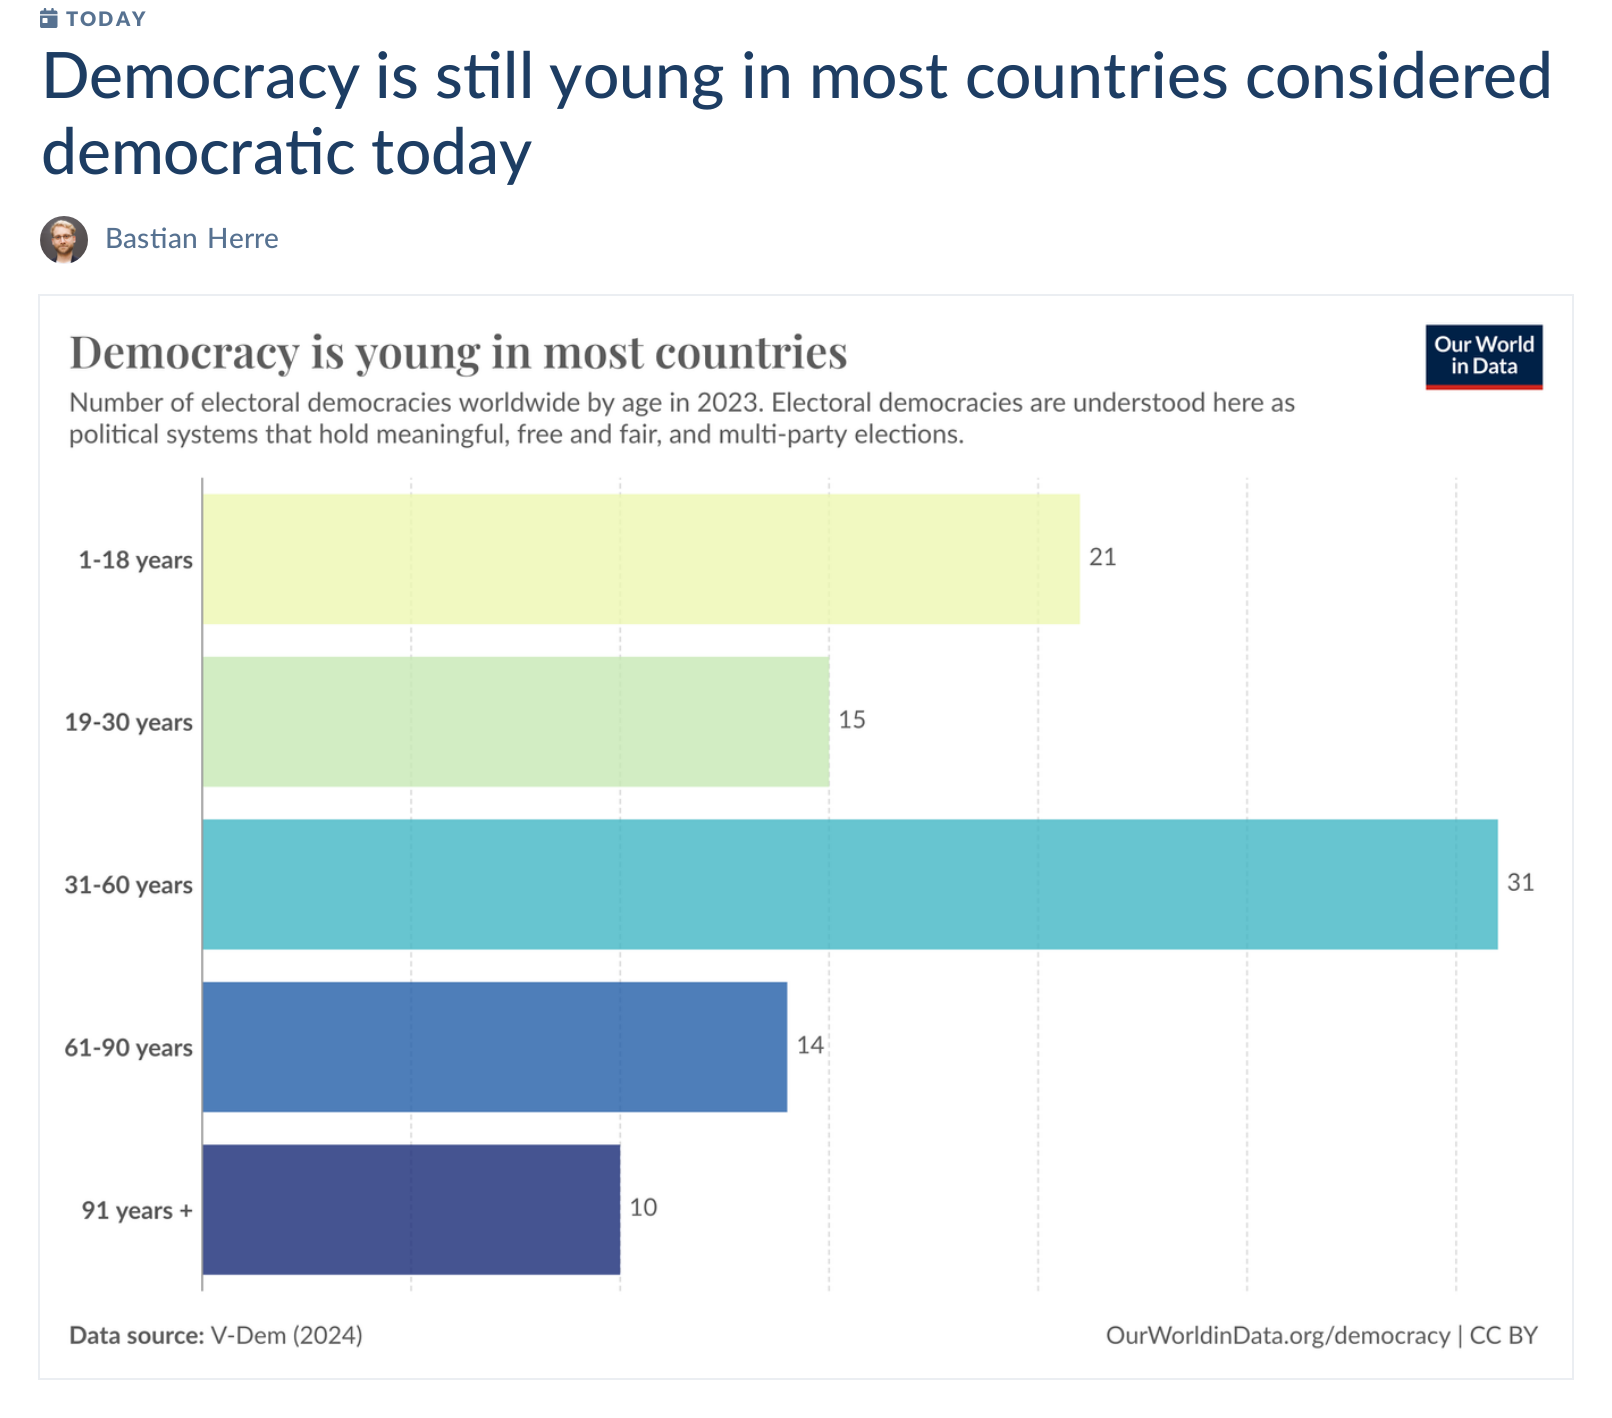 TODAY
Democracy is still young in most countries considered
democratic today
Bastian Herre
Democracy is young in most countries
Our World
in Data
Number of electoral democracies worldwide by age in 2023. Electoral democracies are understood here as
political systems that hold meaningful, free and fair, and multi-party elections.
1-18 years
21
19-30 years
15
31-60 years
31
61-90 years
14
91 years +
10
Data source: V-Dem (2024)
OurWorldinData.org/democracy | CC BY